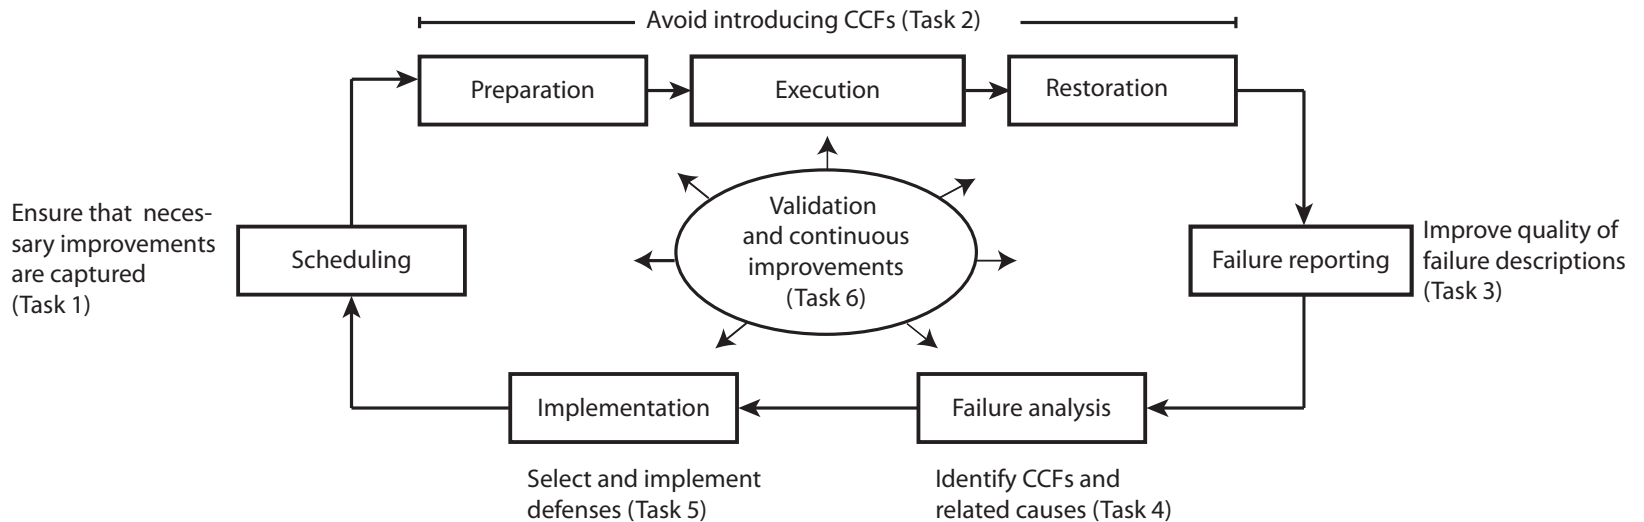 Avoid introducing CCFs (Task 2)
Preparation
Execution
Restoration
Ensure that neces-
sary improvements
are captured
(Task 1)
Scheduling
Validation
and continuous
improvements
(Task 6)
Failure reporting
Improve quality of
failure descriptions
(Task 3)
Implementation
Failure analysis
Select and implement
defenses (Task 5)
Identify CCFs and
related causes (Task 4)